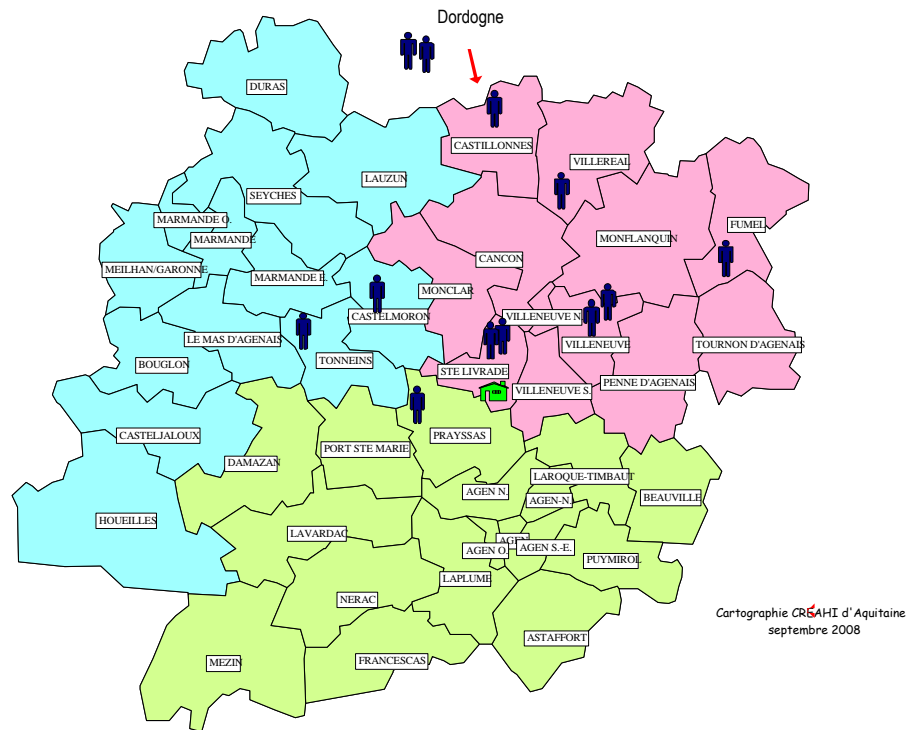 Dordogne
DURAS
CASTILLONNES
VILLEREAL
LAUZUN
SEYCHES
MARMANDE O.
FUMEL
MARMANDE
MONFLANQUIN
CANCON
MEILHAN/GARONNE
MARMANDE E.
MONCLAR
CASTELMORON
VILLENEUVE N.
LE MAS D'AGENAIS
VILLENEUVE
TOURNON D'AGENAIS
TONNEINS
BOUGLON
STE LIVRADE
PENNE D'AGENAIS
VILLENEUVE S.
CASTELJALOUX
PRAYSSAS
PORT STE MARIE
DAMAZAN
LAROQUE-TIMBAUT
AGEN N.
BEAUVILLE
AGEN-N.
HOUEILLES
LAVARDAC
AGEN
AGEN O.
AGEN S.-E.
PUYMIROL
LAPLUME
NERAC
Cartographie CREAHI d'Aquitaine
septembre 2008
ASTAFFORT
MEZIN
FRANCESCAS